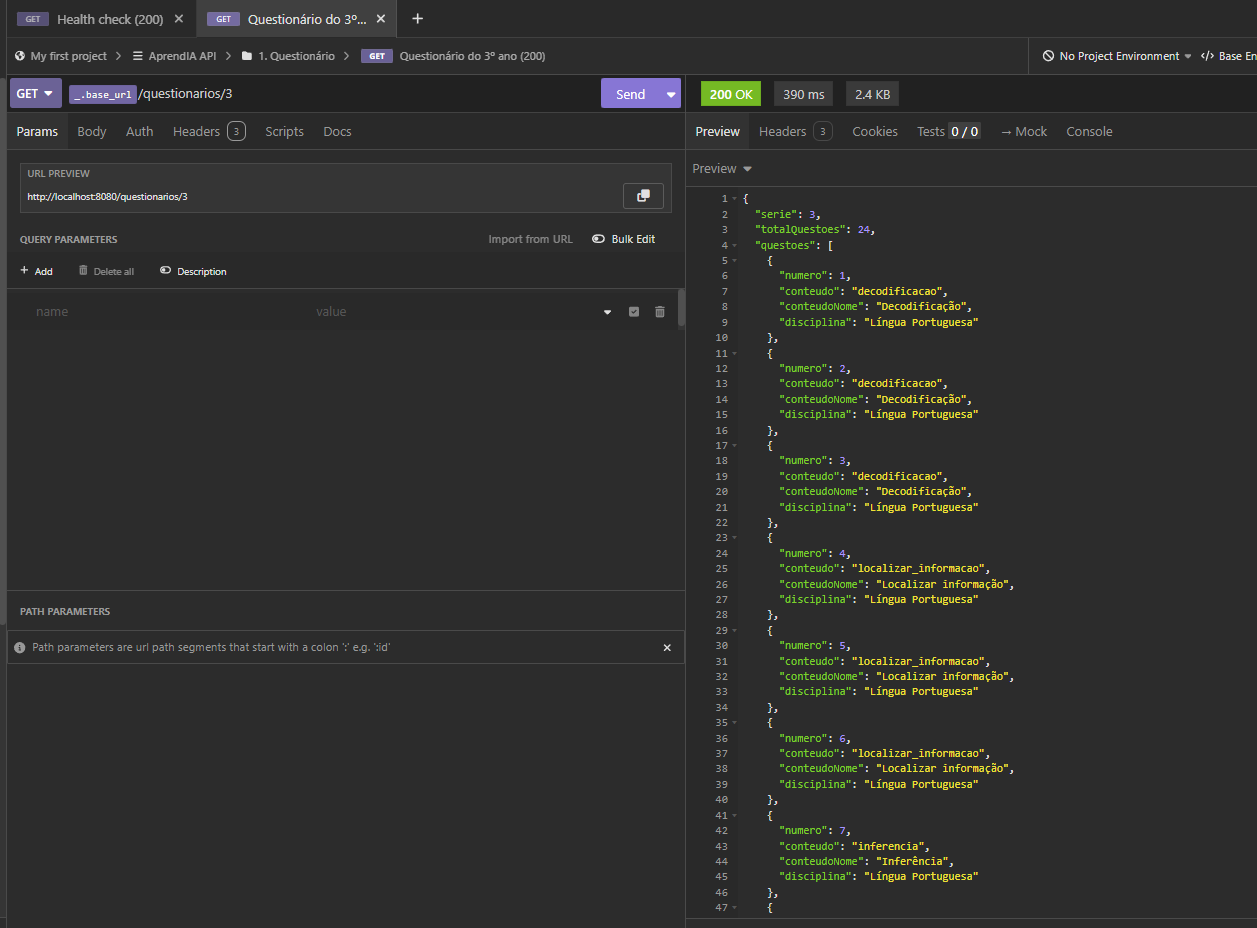 GET Health check (200) × GET Questionário do 3º... × +
My first project > AprendIA API > 1. Questionário > GET Questionário do 3º ano (200)
No Project Environment </> Base En
GET _.base_url /questionarios/3 Send
200 OK 390 ms 2.4 KB
Params Body Auth Headers 3 Scripts Docs
Preview Headers 3 Cookies Tests 0 / 0 → Mock Console
Preview
URL PREVIEW
http://localhost:8080/questionarios/3
QUERY PARAMETERS Import from URL Bulk Edit
+ Add Delete all Description
name value
PATH PARAMETERS
Path parameters are url path segments that start with a colon ':' e.g. ':id' ×
1 {
2 "serie": 3,
3 "totalQuestoes": 24,
4 "questoes": [
5 {
6 "numero": 1,
7 "conteudo": "decodificacao",
8 "conteudoNome": "Decodificação",
9 "disciplina": "Língua Portuguesa"
10 },
11 {
12 "numero": 2,
13 "conteudo": "decodificacao",
14 "conteudoNome": "Decodificação",
15 "disciplina": "Língua Portuguesa"
16 },
17 {
18 "numero": 3,
19 "conteudo": "decodificacao",
20 "conteudoNome": "Decodificação",
21 "disciplina": "Língua Portuguesa"
22 },
23 {
24 "numero": 4,
25 "conteudo": "localizar_informacao",
26 "conteudoNome": "Localizar informação",
27 "disciplina": "Língua Portuguesa"
28 },
29 {
30 "numero": 5,
31 "conteudo": "localizar_informacao",
32 "conteudoNome": "Localizar informação",
33 "disciplina": "Língua Portuguesa"
34 },
35 {
36 "numero": 6,
37 "conteudo": "localizar_informacao",
38 "conteudoNome": "Localizar informação",
39 "disciplina": "Língua Portuguesa"
40 },
41 {
42 "numero": 7,
43 "conteudo": "inferencia",
44 "conteudoNome": "Inferência",
45 "disciplina": "Língua Portuguesa"
46 },
47 {